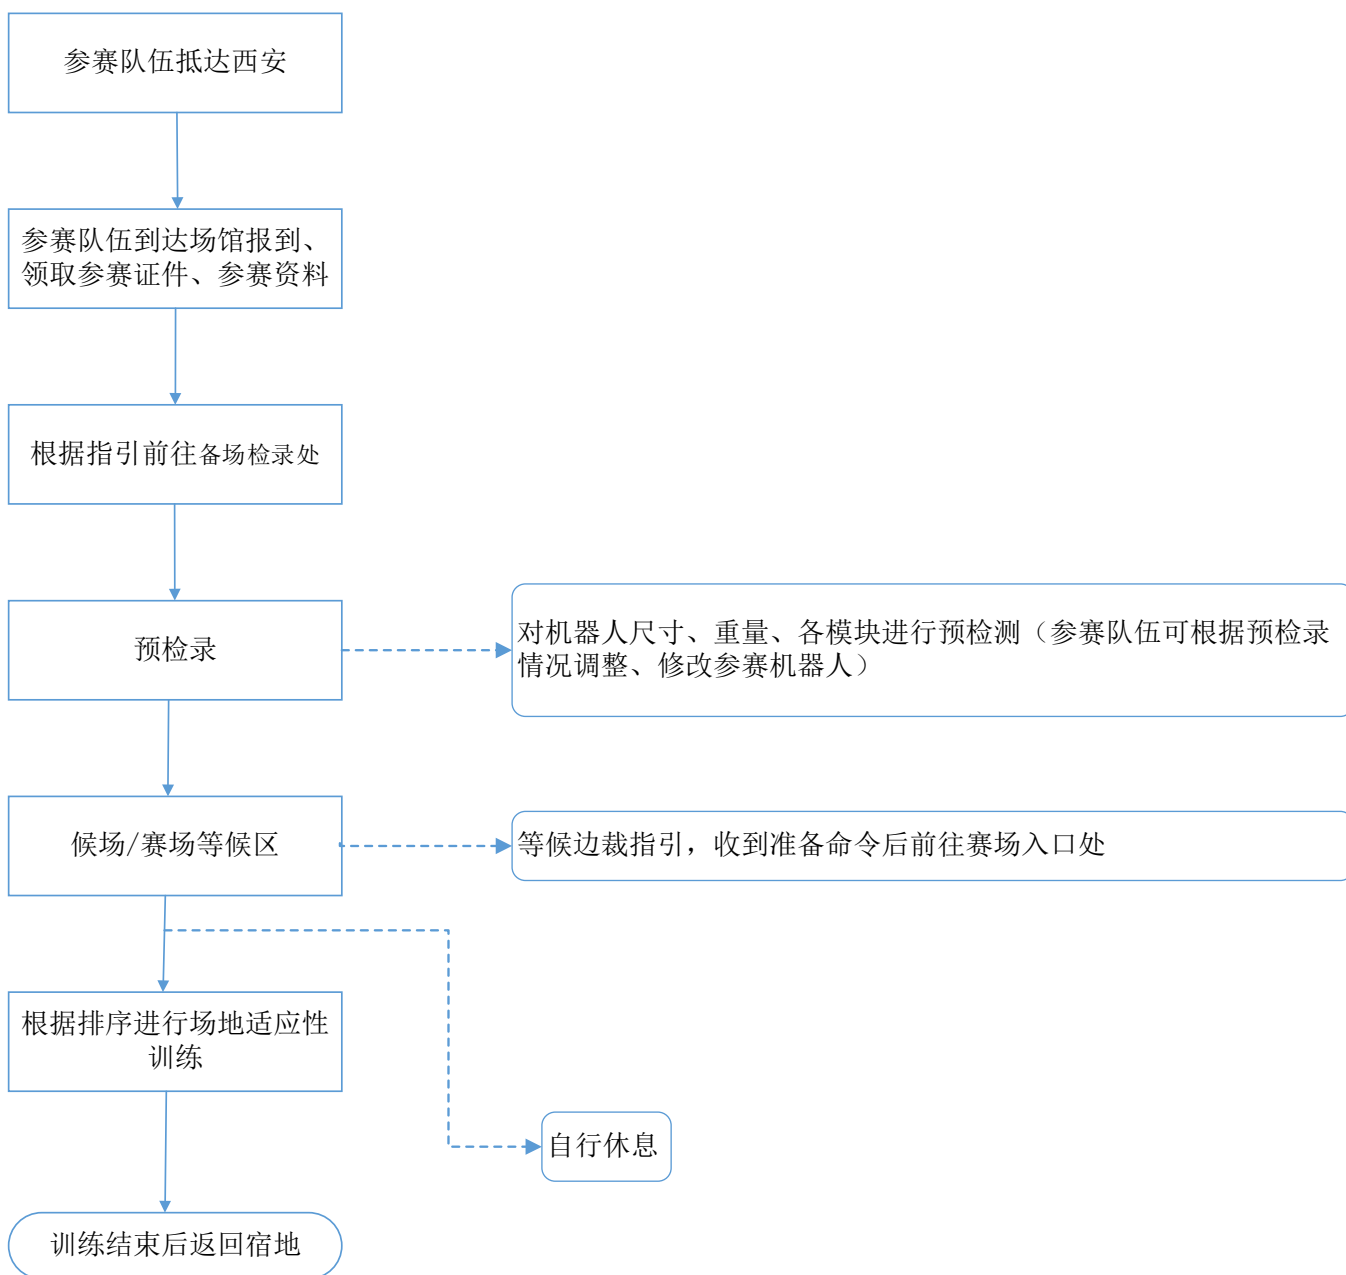 参赛队伍抵达西安
参赛队伍到达场馆报到、
领取参赛证件、参赛资料
根据指引前往备场检录处
预检录
对机器人尺寸、重量、各模块进行预检测（参赛队伍可根据预检录
情况调整、修改参赛机器人）
候场/赛场等候区
等候边裁指引，收到准备命令后前往赛场入口处
根据排序进行场地适应性
训练
自行休息
训练结束后返回宿地